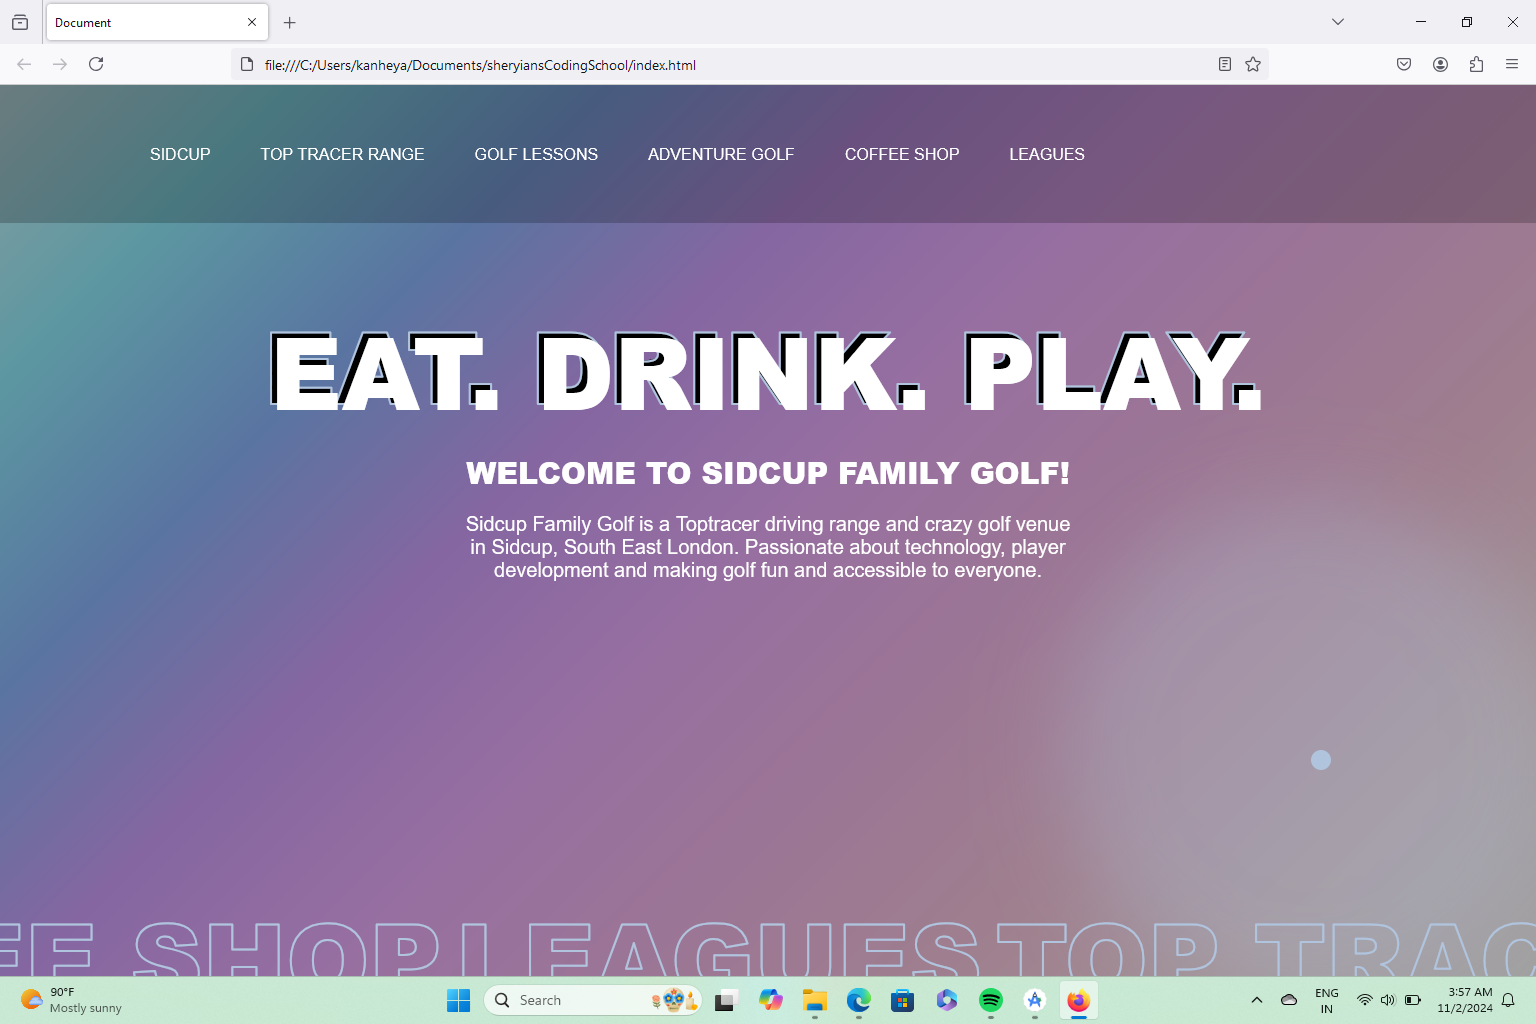 Document
file:///C:/Users/kanheya/Documents/sheryiansCodingSchool/index.html
SIDCUP TOP TRACER RANGE GOLF LESSONS ADVENTURE GOLF COFFEE SHOP LEAGUES
EAT. DRINK. PLAY.
WELCOME TO SIDCUP FAMILY GOLF!
Sidcup Family Golf is a Toptracer driving range and crazy golf venue
in Sidcup, South East London. Passionate about technology, player
development and making golf fun and accessible to everyone.
FE SHOP LEAGUES TOP TRAC
90°F
Mostly sunny
Search
ENG
IN
3:57 AM
11/2/2024